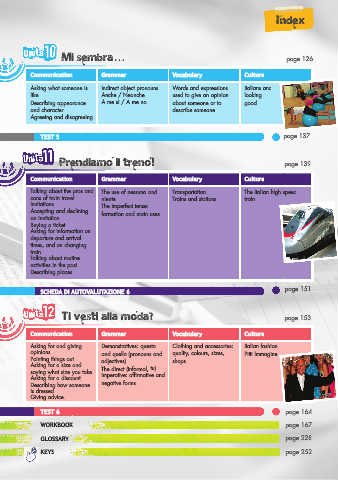 Index
Unità 10 Mi sembra... page 126
Communication Grammar Vocabulary Culture
Asking what someone is Indirect object pronouns Words and expressions Italians and
like Anche / Neanche used to give an opinion looking
Describing appearance A me sì / A me no about someone or to good
and character describe someone
Agreeing and disagreeing
TEST 5 page 137
Unità 11 Prendiamo il treno! page 139
Communication Grammar Vocabulary Culture
Talking about the pros and The use of nessuno and Transportation The Italian high speed
cons of train travel niente Trains and stations train
Invitations The imperfect tense:
Accepting and declining formation and main uses
an invitation
Buying a ticket
Asking for information on
departure and arrival
times, and on changing
train
Talking about routine
activities in the past
Describing places
SCHEDA DI AUTOVALUTAZIONE 6 page 151
Unità 12 Ti vesti alla moda? page 153
Communication Grammar Vocabulary Culture
Asking for and giving Demonstratives: questo Clothing and accessories: Italian fashion
opinions and quello (pronouns and quality, colours, sizes, Pitti Immagine
Pointing things out adjectives) shops
Asking for a size and The direct (informal, tu)
saying what size you take imperative: affirmative and
Asking for a discount negative forms
Describing how someone
is dressed
Giving advice
TEST 6 page 164
WORKBOOK page 167
GLOSSARY page 228
KEYS page 252